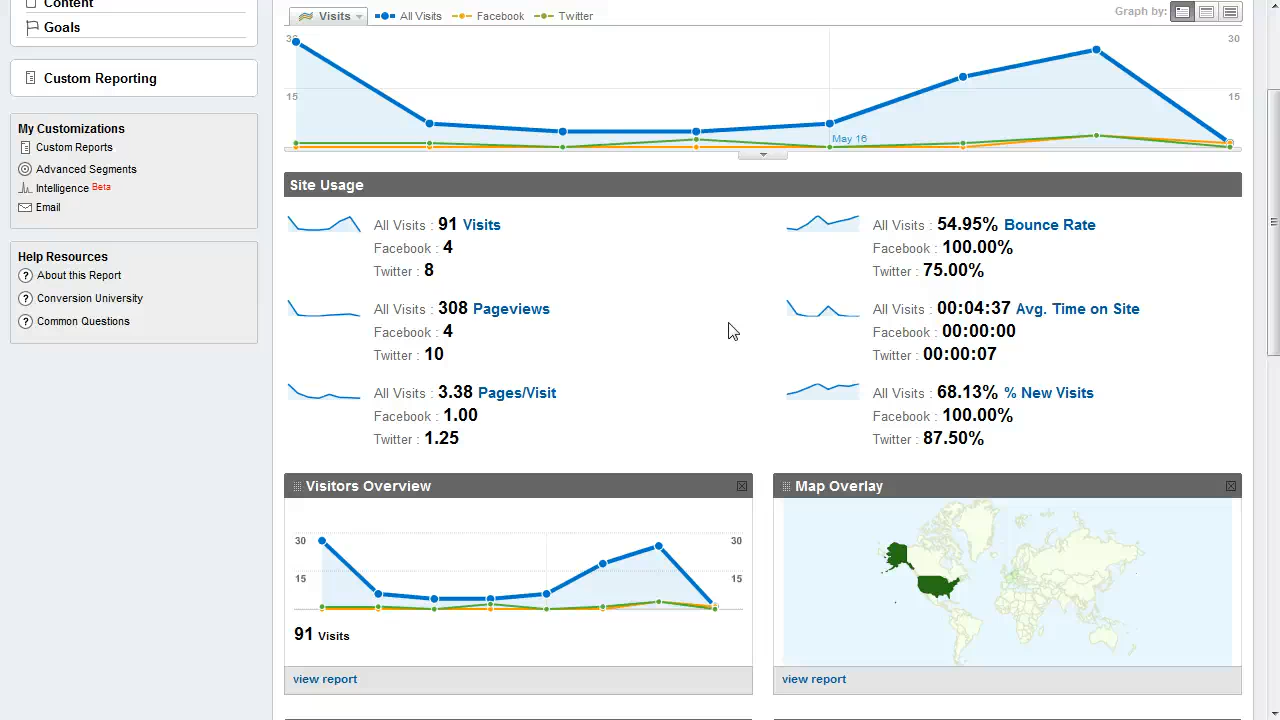 Content
Goals
Custom Reporting
My Customizations
Custom Reports
Advanced Segments
Intelligence Beta
Email
Help Resources
About this Report
Conversion University
Common Questions
Visits All Visits Facebook Twitter Graph by:
30 30
15 15
May 16
Site Usage
All Visits : 91 Visits
Facebook : 4
Twitter : 8
All Visits : 54.95% Bounce Rate
Facebook : 100.00%
Twitter : 75.00%
All Visits : 308 Pageviews
Facebook : 4
Twitter : 10
All Visits : 00:04:37 Avg. Time on Site
Facebook : 00:00:00
Twitter : 00:00:07
All Visits : 3.38 Pages/Visit
Facebook : 1.00
Twitter : 1.25
All Visits : 68.13% % New Visits
Facebook : 100.00%
Twitter : 87.50%
Visitors Overview
30 30
15 15
91 Visits
view report
Map Overlay
view report